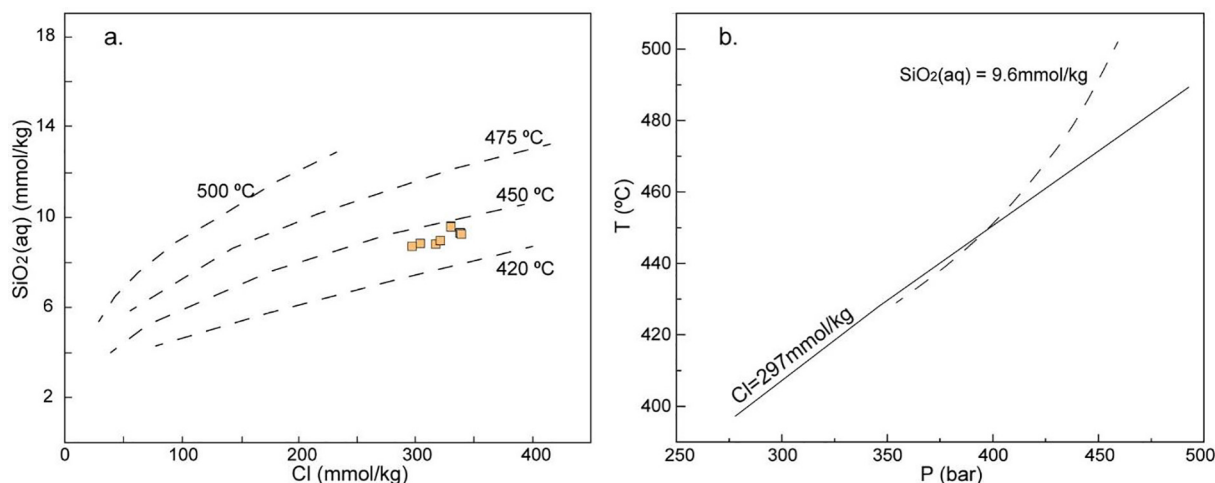 a.
18
14
10
6
2
SiO2(aq) (mmol/kg)
500 ºC
475 ºC
450 ºC
420 ºC
0
100
200
300
400
Cl (mmol/kg)
b.
500
480
460
440
420
400
T (ºC)
SiO2(aq) = 9.6mmol/kg
Cl=297mmol/kg
250
300
350
400
450
500
P (bar)